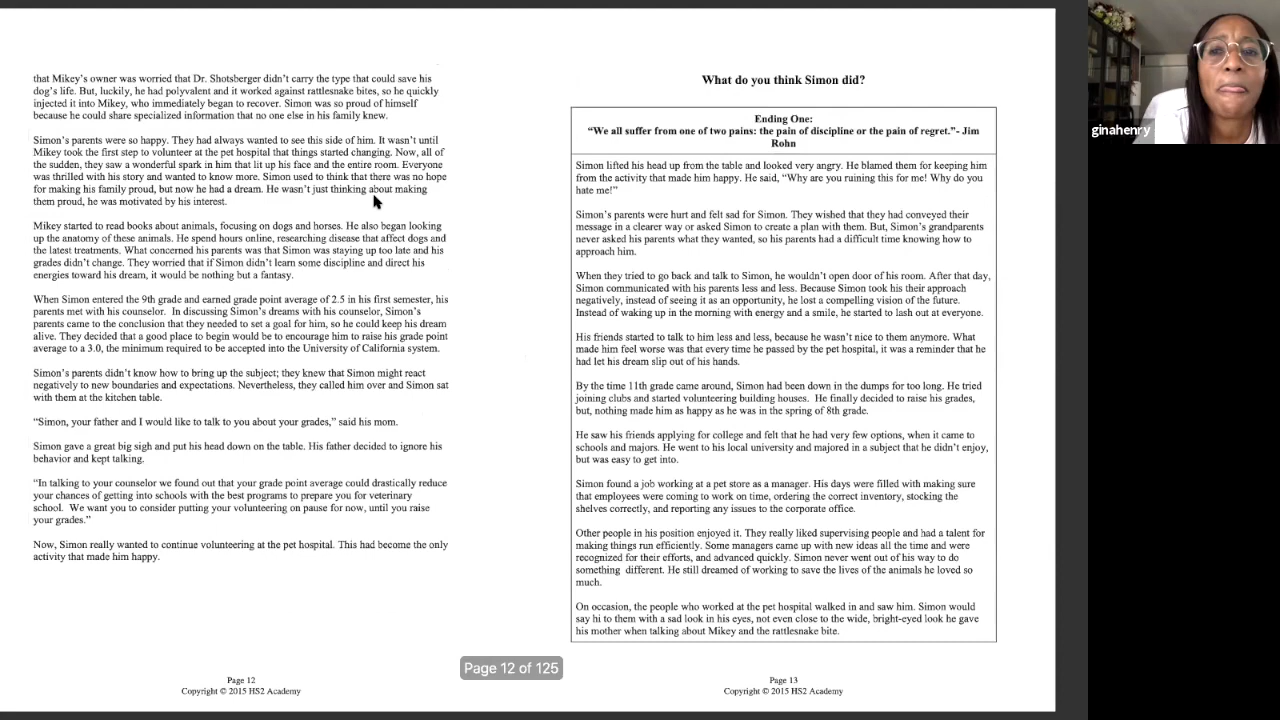 that Mikey's owner was worried that Dr. Shotsberger didn't carry the type that could save his
dog's life. But, luckily, he had polyvalent and it worked against rattlesnake bites, so he quickly
injected it into Mikey, who immediately began to recover. Simon was so proud of himself
because he could share specialized information that no one else in his family knew.
Simon's parents were so happy. They had always wanted to see this side of him. It wasn't until
Mikey took the first step to volunteer at the pet hospital that things started changing. Now, all of
the sudden, they saw a wonderful spark in him that lit up his face and the entire room. Everyone
was thrilled with his story and wanted to know more. Simon used to think that there was no hope
for making his family proud, but now he had a dream. He wasn't just thinking about making
them proud, he was motivated by his interest.
Mikey started to read books about animals, focusing on dogs and horses. He also began looking
up the anatomy of these animals. He spend hours online, researching disease that affect dogs and
the latest treatments. What concerned his parents was that Simon was staying up too late and his
grades didn't change. They worried that if Simon didn't learn some discipline and direct his
energies toward his dream, it would be nothing but a fantasy.
When Simon entered the 9th grade and earned grade point average of 2.5 in his first semester, his
parents met with his counselor. In discussing Simon's dreams with his counselor, Simon's
parents came to the conclusion that they needed to set a goal for him, so he could keep his dream
alive. They decided that a good place to begin would be to encourage him to raise his grade point
average to a 3.0, the minimum required to be accepted into the University of California system.
Simon's parents didn't know how to bring up the subject; they knew that Simon might react
negatively to new boundaries and expectations. Nevertheless, they called him over and Simon sat
with them at the kitchen table.
“Simon, your father and I would like to talk to you about your grades,” said his mom.
Simon gave a great big sigh and put his head down on the table. His father decided to ignore his
behavior and kept talking.
“In talking to your counselor we found out that your grade point average could drastically reduce
your chances of getting into schools with the best programs to prepare you for veterinary
school. We want you to consider putting your volunteering on pause for now, until you raise
your grades.”
Now, Simon really wanted to continue volunteering at the pet hospital. This had become the only
activity that made him happy.
Page 12
Copyright © 2015 HS2 Academy
What do you think Simon did?
Ending One:
“We all suffer from one of two pains: the pain of discipline or the pain of regret.”- Jim
Rohn
Simon lifted his head up from the table and looked very angry. He blamed them for keeping him
from the activity that made him happy. He said, “Why are you ruining this for me! Why do you
hate me!”
Simon's parents were hurt and felt sad for Simon. They wished that they had conveyed their
message in a clearer way or asked Simon to create a plan with them. But, Simon's grandparents
never asked his parents what they wanted, so his parents had a difficult time knowing how to
approach him.
When they tried to go back and talk to Simon, he wouldn't open door of his room. After that day,
Simon communicated with his parents less and less. Because Simon took his their approach
negatively, instead of seeing it as an opportunity, he lost a compelling vision of the future.
Instead of waking up in the morning with energy and a smile, he started to lash out at everyone.
His friends started to talk to him less and less, because he wasn't nice to them anymore. What
made him feel worse was that every time he passed by the pet hospital, it was a reminder that he
had let his dream slip out of his hands.
By the time 11th grade came around, Simon had been down in the dumps for too long. He tried
joining clubs and started volunteering building houses. He finally decided to raise his grades,
but, nothing made him as happy as he was in the spring of 8th grade.
He saw his friends applying for college and felt that he had very few options, when it came to
schools and majors. He went to his local university and majored in a subject that he didn't enjoy,
but was easy to get into.
Simon found a job working at a pet store as a manager. His days were filled with making sure
that employees were coming to work on time, ordering the correct inventory, stocking the
shelves correctly, and reporting any issues to the corporate office.
Other people in his position enjoyed it. They really liked supervising people and had a talent for
making things run efficiently. Some managers came up with new ideas all the time and were
recognized for their efforts, and advanced quickly. Simon never went out of his way to do
something different. He still dreamed of working to save the lives of the animals he loved so
much.
On occasion, the people who worked at the pet hospital walked in and saw him. Simon would
say hi to them with a sad look in his eyes, not even close to the wide, bright-eyed look he gave
his mother when talking about Mikey and the rattlesnake bite.
Page 13
Copyright © 2015 HS2 Academy
Page 12 of 125
ginahenry